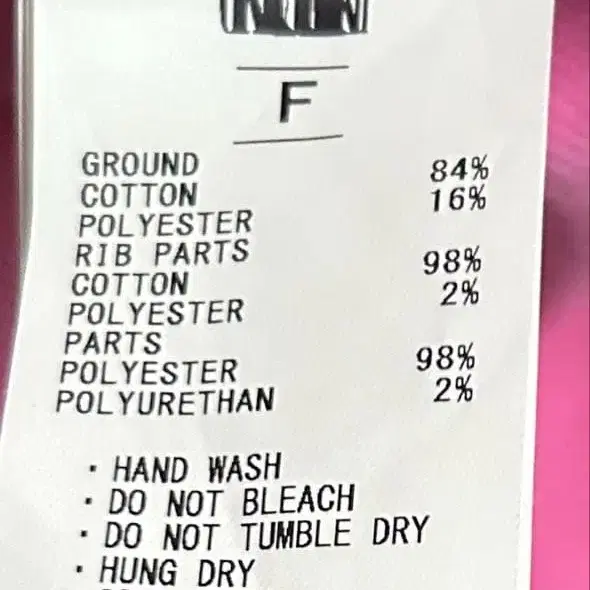 F
GROUND
COTTON 84%
POLYESTER 16%
RIB PARTS
COTTON 98%
POLYESTER 2%
PARTS
POLYESTER 98%
POLYURETHAN 2%
· HAND WASH
· DO NOT BLEACH
· DO NOT TUMBLE DRY
· HUNG DRY